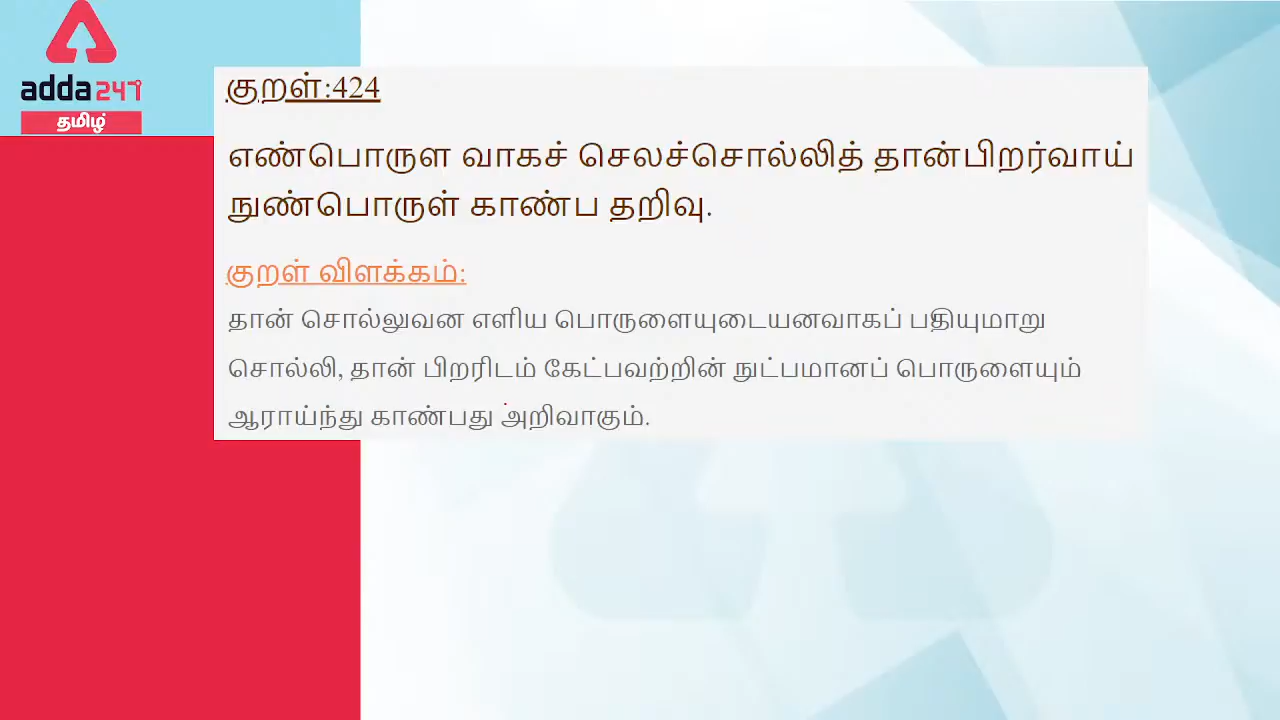 adda247
தமிழ்
குறள்:424
எண்பொருள வாகச் செலச்சொல்லித் தான்பிறர்வாய்
நுண்பொருள் காண்ப தறிவு.
குறள் விளக்கம்:
தான் சொல்லுவன எளிய பொருளையுடையனவாகப் பதியுமாறு
சொல்லி, தான் பிறரிடம் கேட்பவற்றின் நுட்பமானப் பொருளையும்
ஆராய்ந்து காண்பது அறிவாகும்.